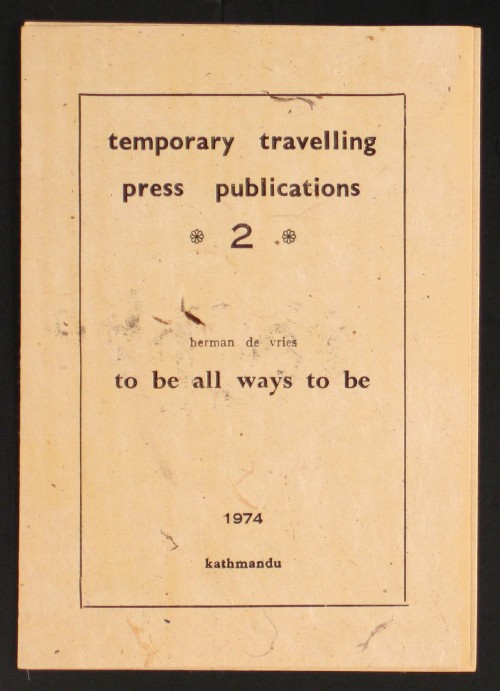 temporary travelling
press publications
❁ 2 ❁
herman de vries
to be all ways to be
1974
kathmandu